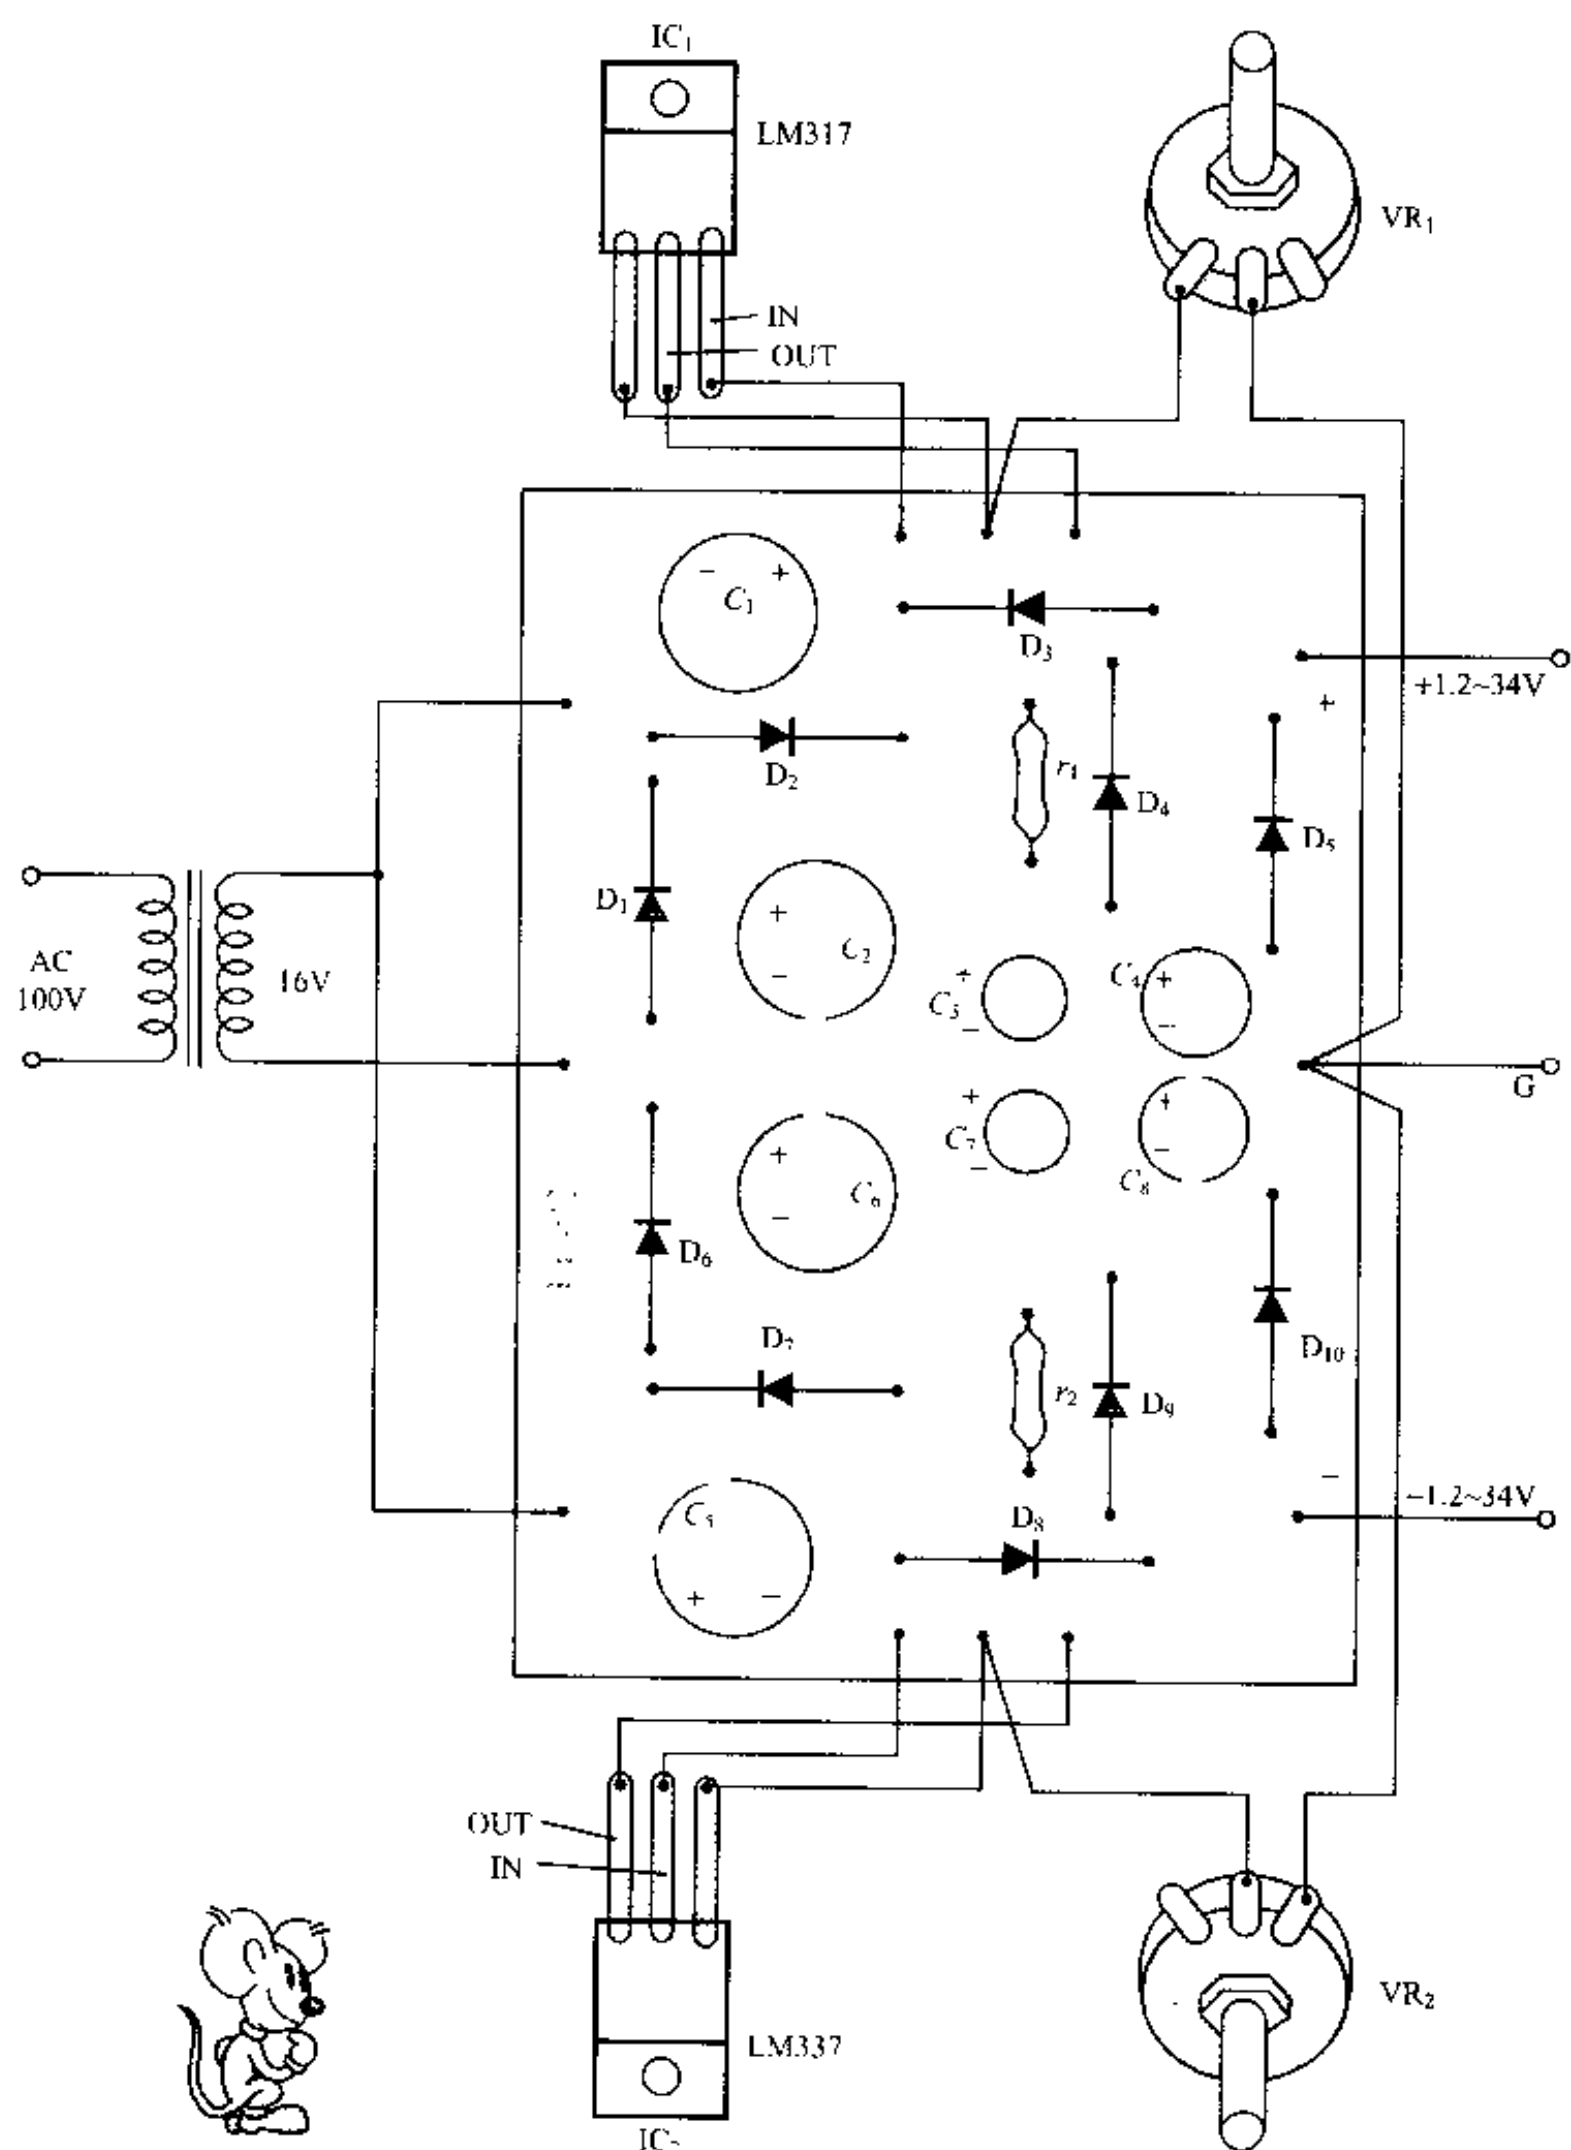 IC₁
LM317
VR₁
IN
OUT
− +
C₁
D₃
+1.2~34V
+
r₁
D₂
D₄
D₅
D₁
+
C₂
−
AC
100V
16V
+
C₃
−
C₄
+
−
G
+
C₇
−
+
−
C₈
+
C₆
−
D₆
D₇
D₁₀
r₂
D₉
−
−1.2~34V
C₅
+ −
D₈
OUT
IN
VR₂
LM337
IC₂